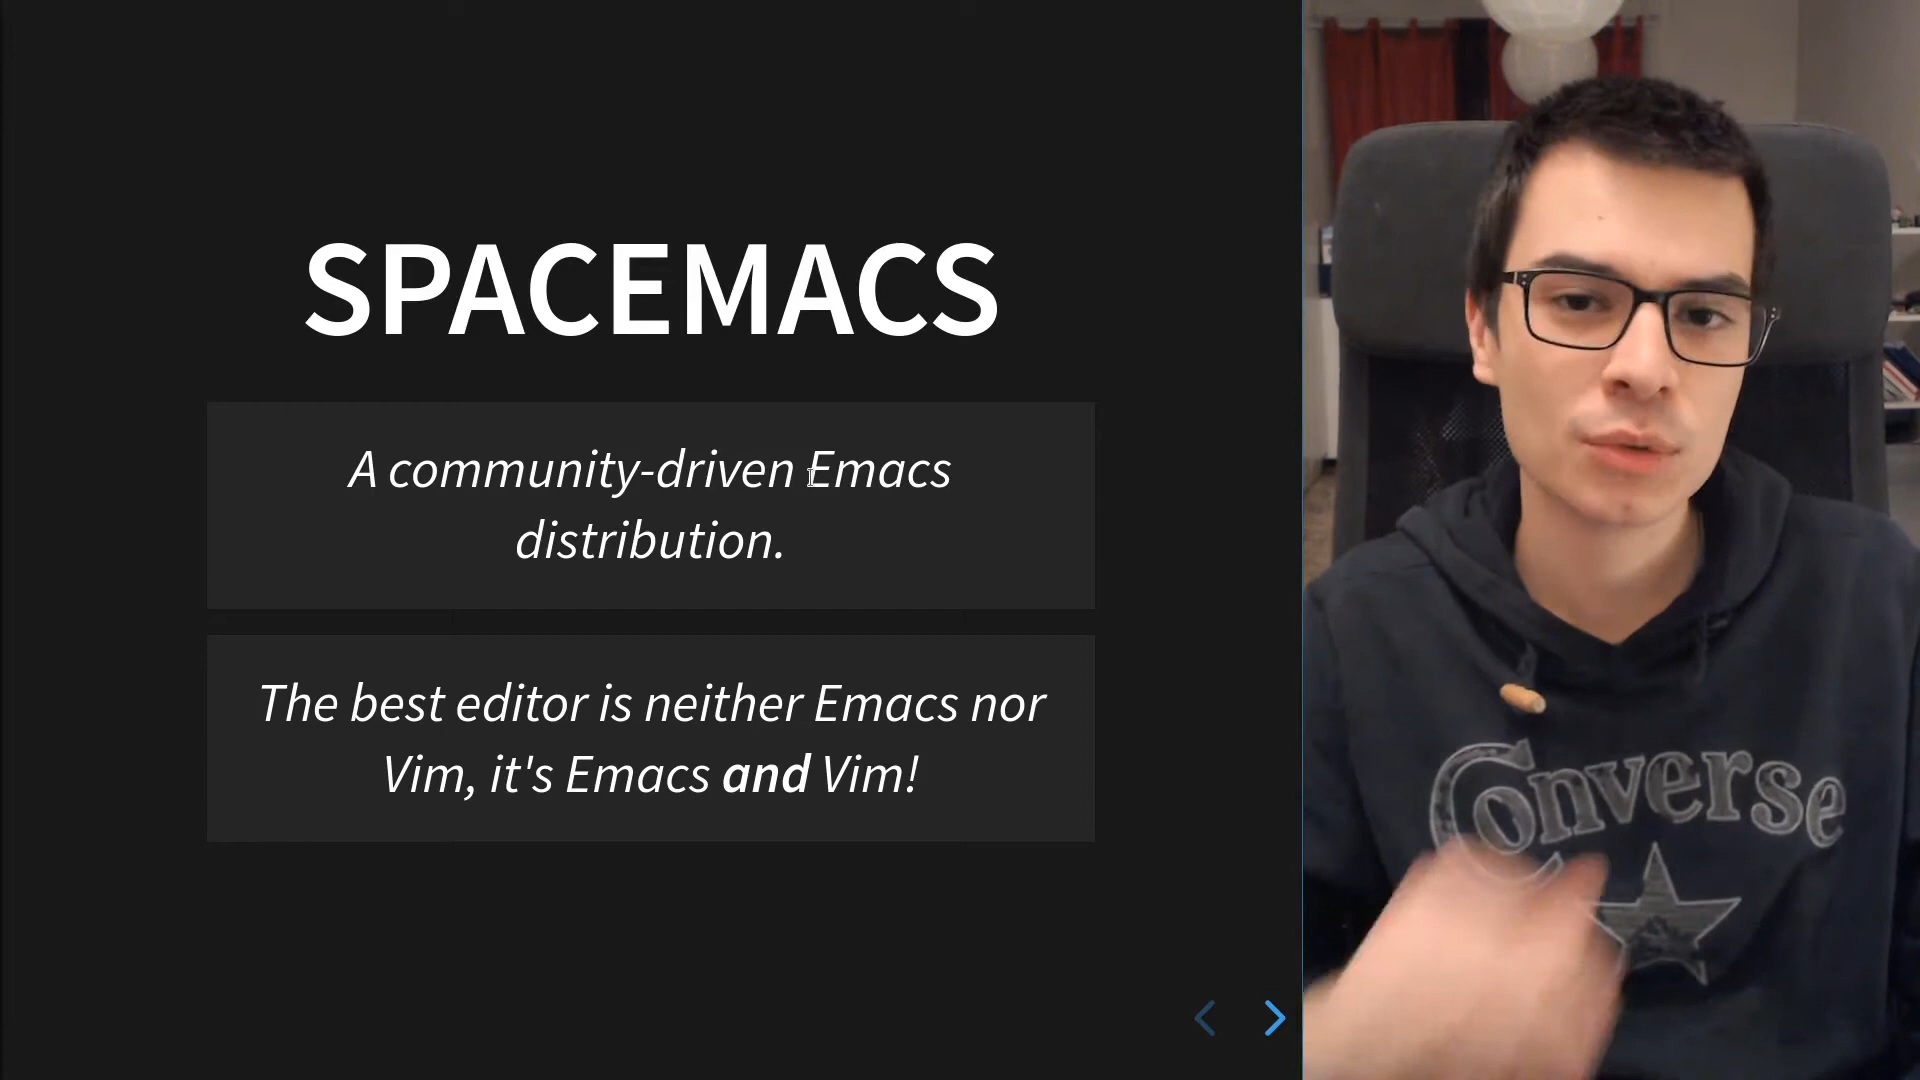 SPACEMACS
A community-driven Emacs
distribution.
The best editor is neither Emacs nor
Vim, it's Emacs and Vim!
Converse